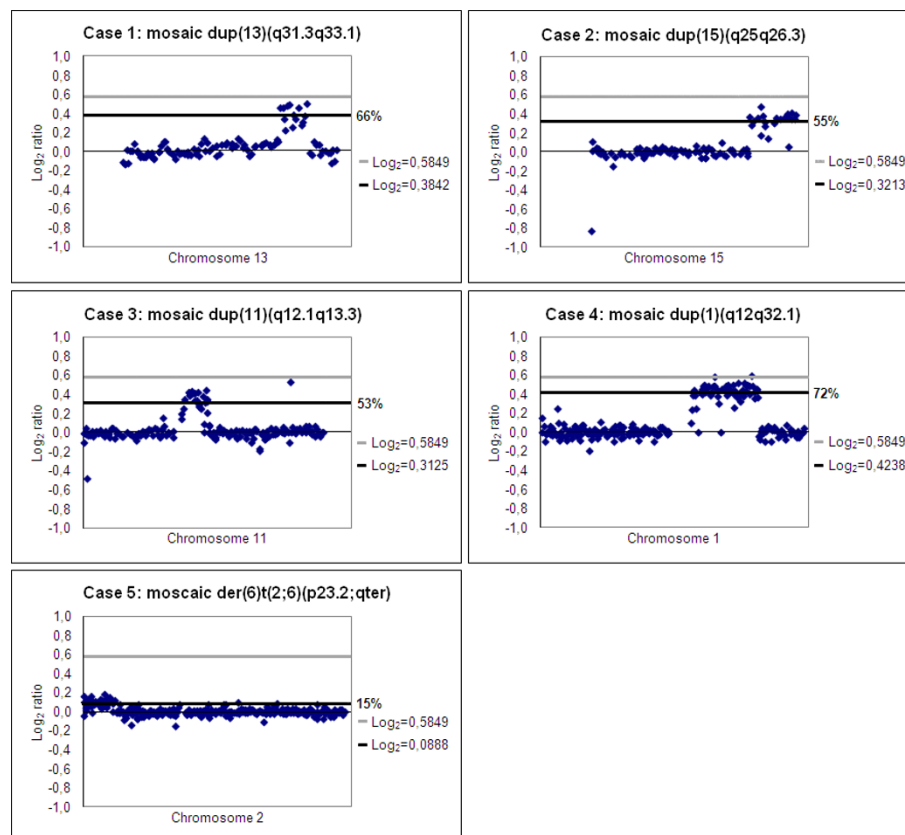 Case 1: mosaic dup(13)(q31.3q33.1)
1,0
0,8
0,6
0,4
0,2
0,0
-0,2
-0,4
-0,6
-0,8
-1,0
Log2 ratio
66%
Log2=0,5849
Log2=0,3842
Chromosome 13
Case 2: mosaic dup(15)(q25q26.3)
1,0
0,8
0,6
0,4
0,2
0,0
-0,2
-0,4
-0,6
-0,8
-1,0
Log2 ratio
55%
Log2=0,5849
Log2=0,3213
Chromosome 15
Case 3: mosaic dup(11)(q12.1q13.3)
1,0
0,8
0,6
0,4
0,2
0,0
-0,2
-0,4
-0,6
-0,8
-1,0
Log2 ratio
53%
Log2=0,5849
Log2=0,3125
Chromosome 11
Case 4: mosaic dup(1)(q12q32.1)
1,0
0,8
0,6
0,4
0,2
0,0
-0,2
-0,4
-0,6
-0,8
-1,0
Log2 ratio
72%
Log2=0,5849
Log2=0,4238
Chromosome 1
Case 5: moscaic der(6)t(2;6)(p23.2;qter)
1,0
0,8
0,6
0,4
0,2
0,0
-0,2
-0,4
-0,6
-0,8
-1,0
Log2 ratio
15%
Log2=0,5849
Log2=0,0888
Chromosome 2